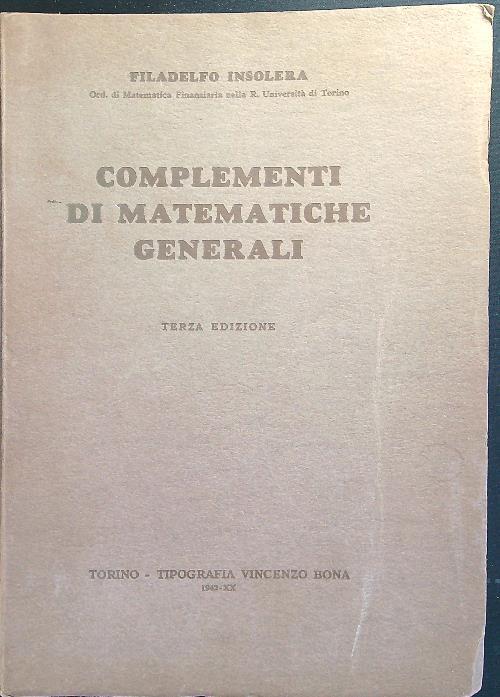 FILADELFO INSOLERA
Ord. di Matematica Finanziaria nella R. Università di Torino
COMPLEMENTI
DI MATEMATICHE
GENERALI
TERZA EDIZIONE
TORINO - TIPOGRAFIA VINCENZO BONA
1942-XX